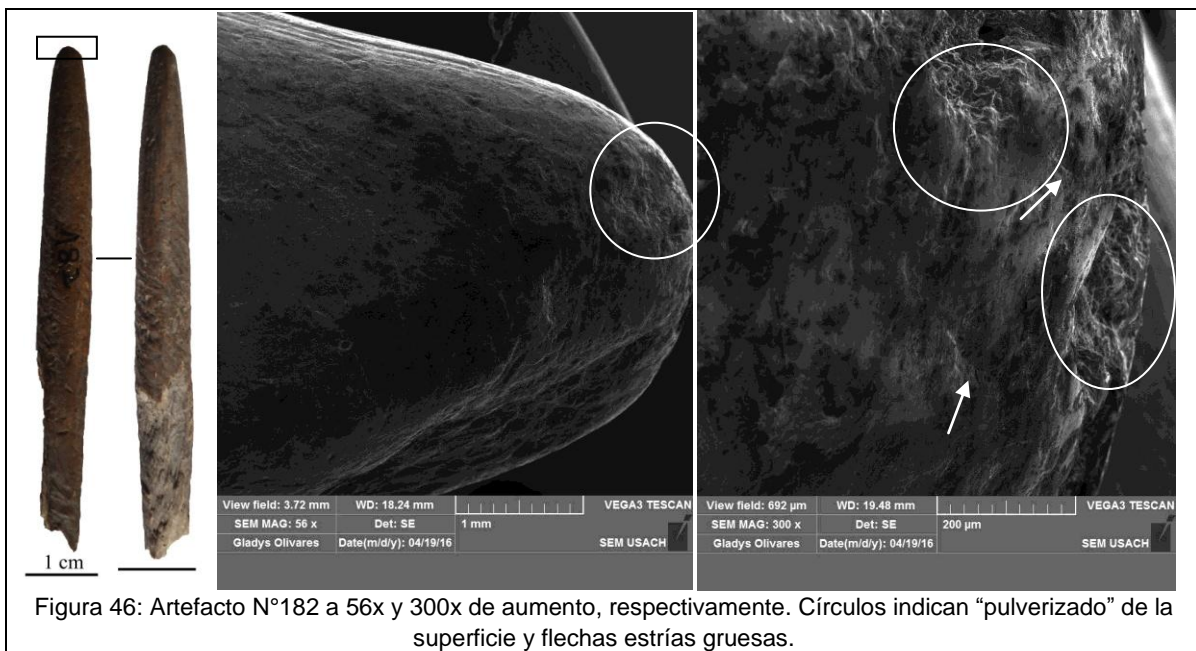 1 cm
View field: 3.72 mm WD: 18.24 mm VEGA3 TESCAN
SEM MAG: 56 x Det: SE 1 mm
Gladys Olivares Date(m/d/y): 04/19/16 SEM USACH
View field: 692 µm WD: 19.48 mm VEGA3 TESCAN
SEM MAG: 300 x Det: SE 200 µm
Gladys Olivares Date(m/d/y): 04/19/16 SEM USACH
Figura 46: Artefacto N°182 a 56x y 300x de aumento, respectivamente. Círculos indican “pulverizado” de la
superficie y flechas estrías gruesas.